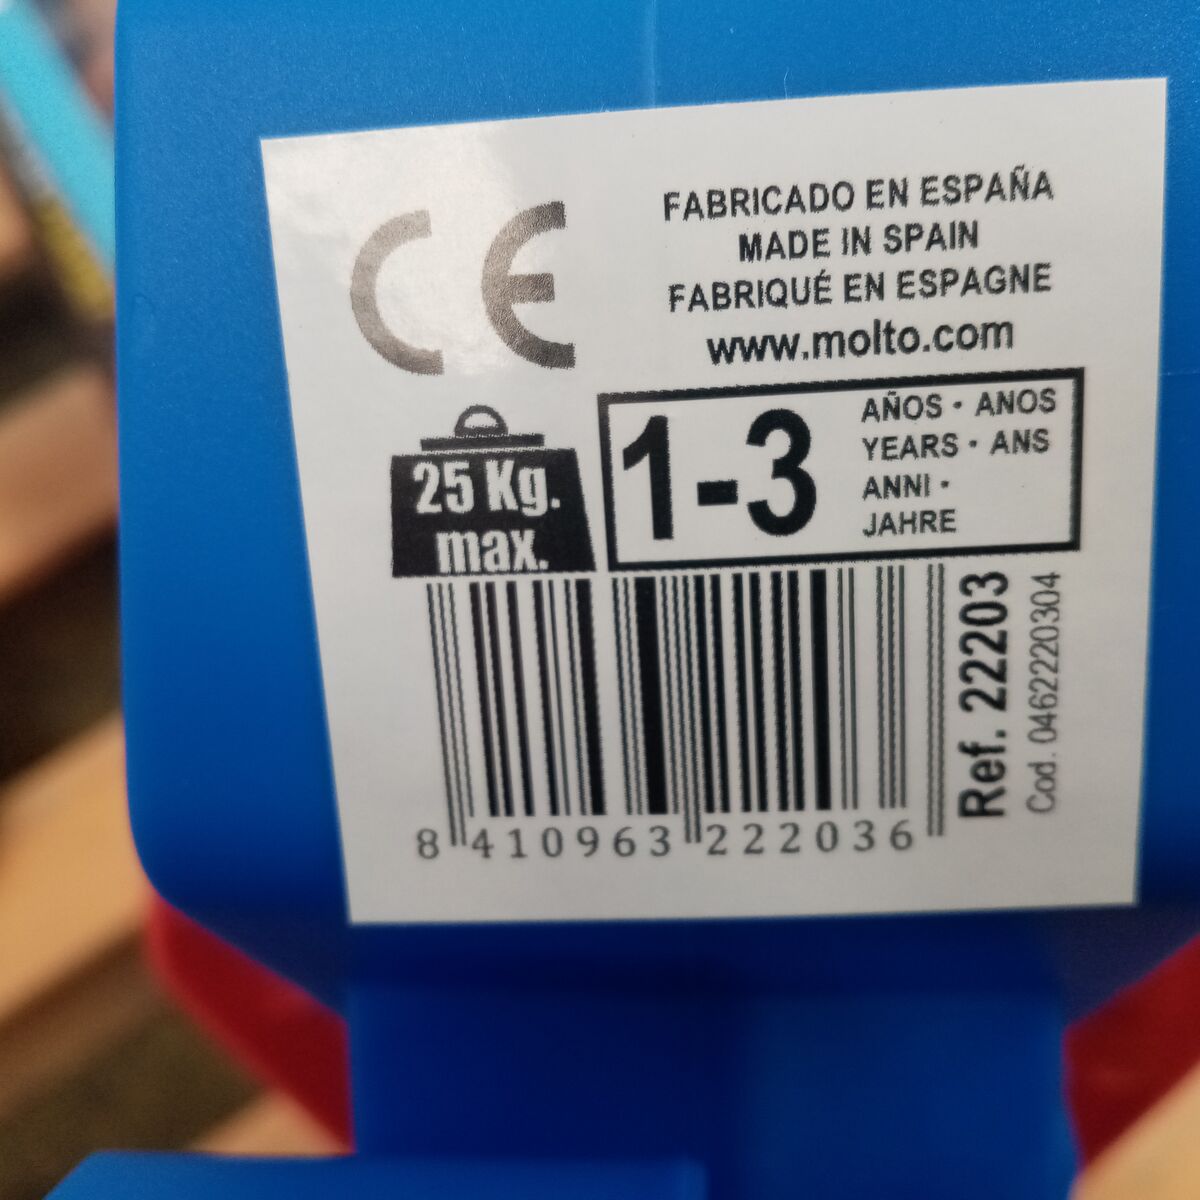 CE
FABRICADO EN ESPAÑA
MADE IN SPAIN
FABRIQUÉ EN ESPAGNE
www.molto.com
25 Kg.
max.
1-3
AÑOS · ANOS
YEARS · ANS
ANNI ·
JAHRE
8 410963 222036
Ref. 22203
Cod. 0462220304